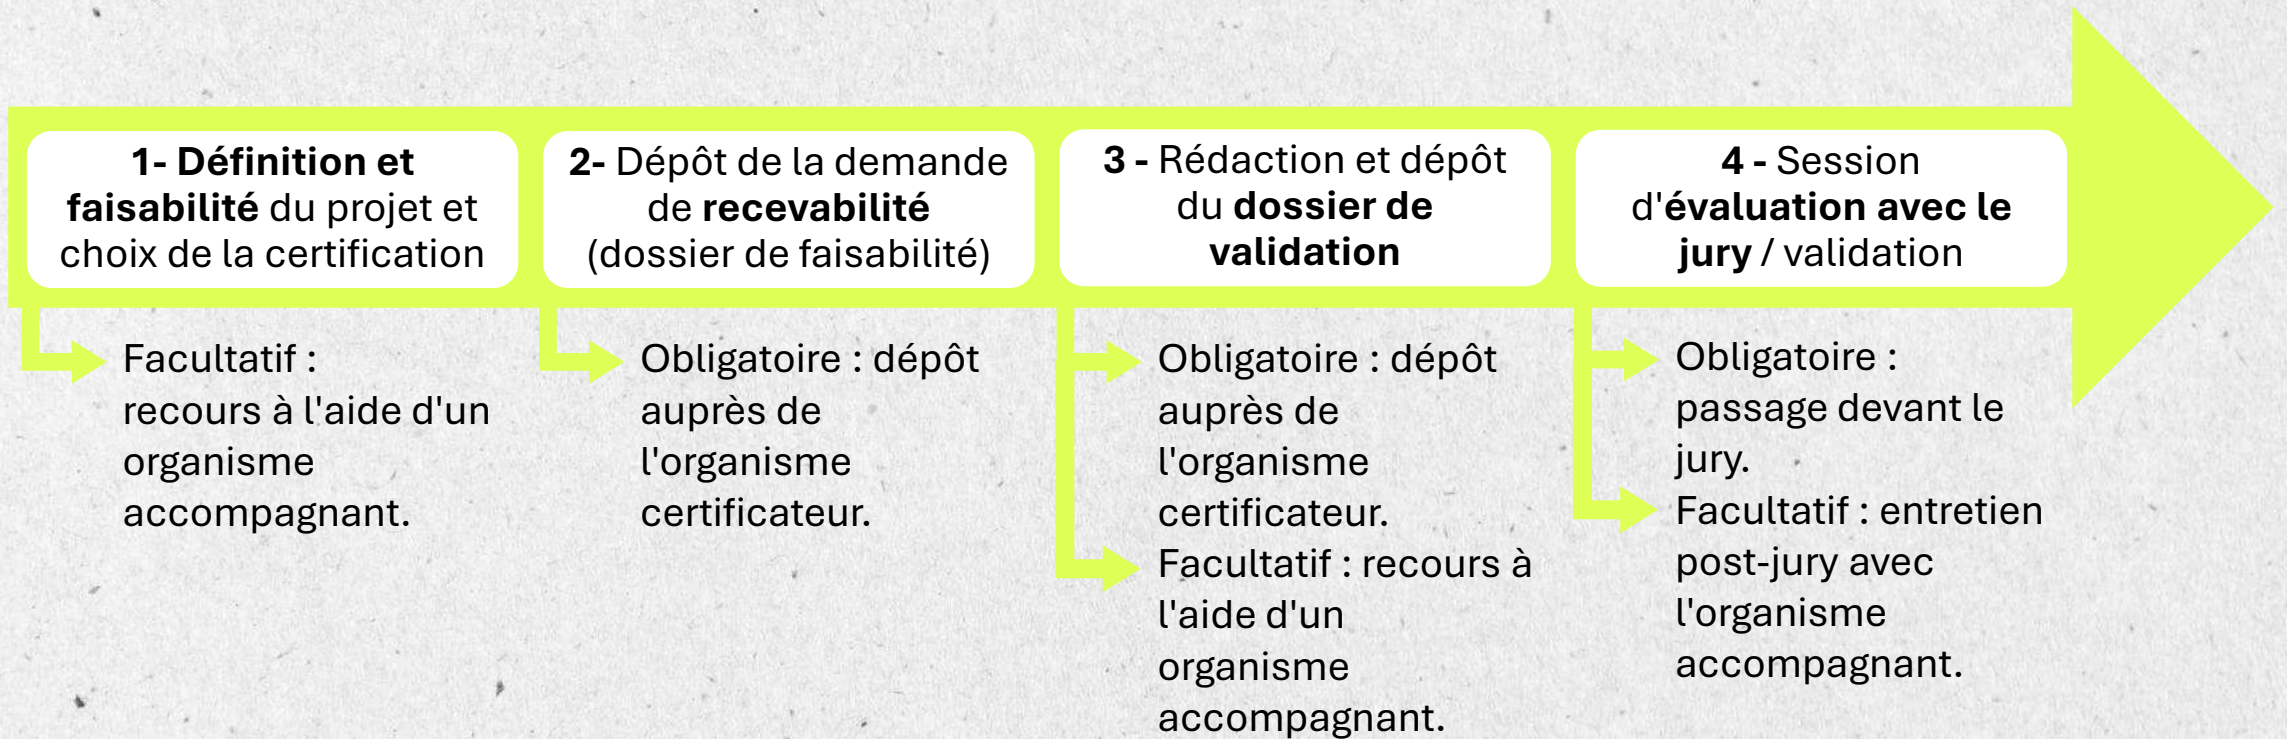 1- Définition et
faisabilité du projet et
choix de la certification
2- Dépôt de la demande
de recevabilité
(dossier de faisabilité)
3 - Rédaction et dépôt
du dossier de
validation
4 - Session
d'évaluation avec le
jury / validation
Facultatif :
recours à l'aide d'un
organisme
accompagnant.
Obligatoire : dépôt
auprès de
l'organisme
certificateur.
Obligatoire : dépôt
auprès de
l'organisme
certificateur.
Facultatif : recours à
l'aide d'un
organisme
accompagnant.
Obligatoire :
passage devant le
jury.
Facultatif : entretien
post-jury avec
l'organisme
accompagnant.